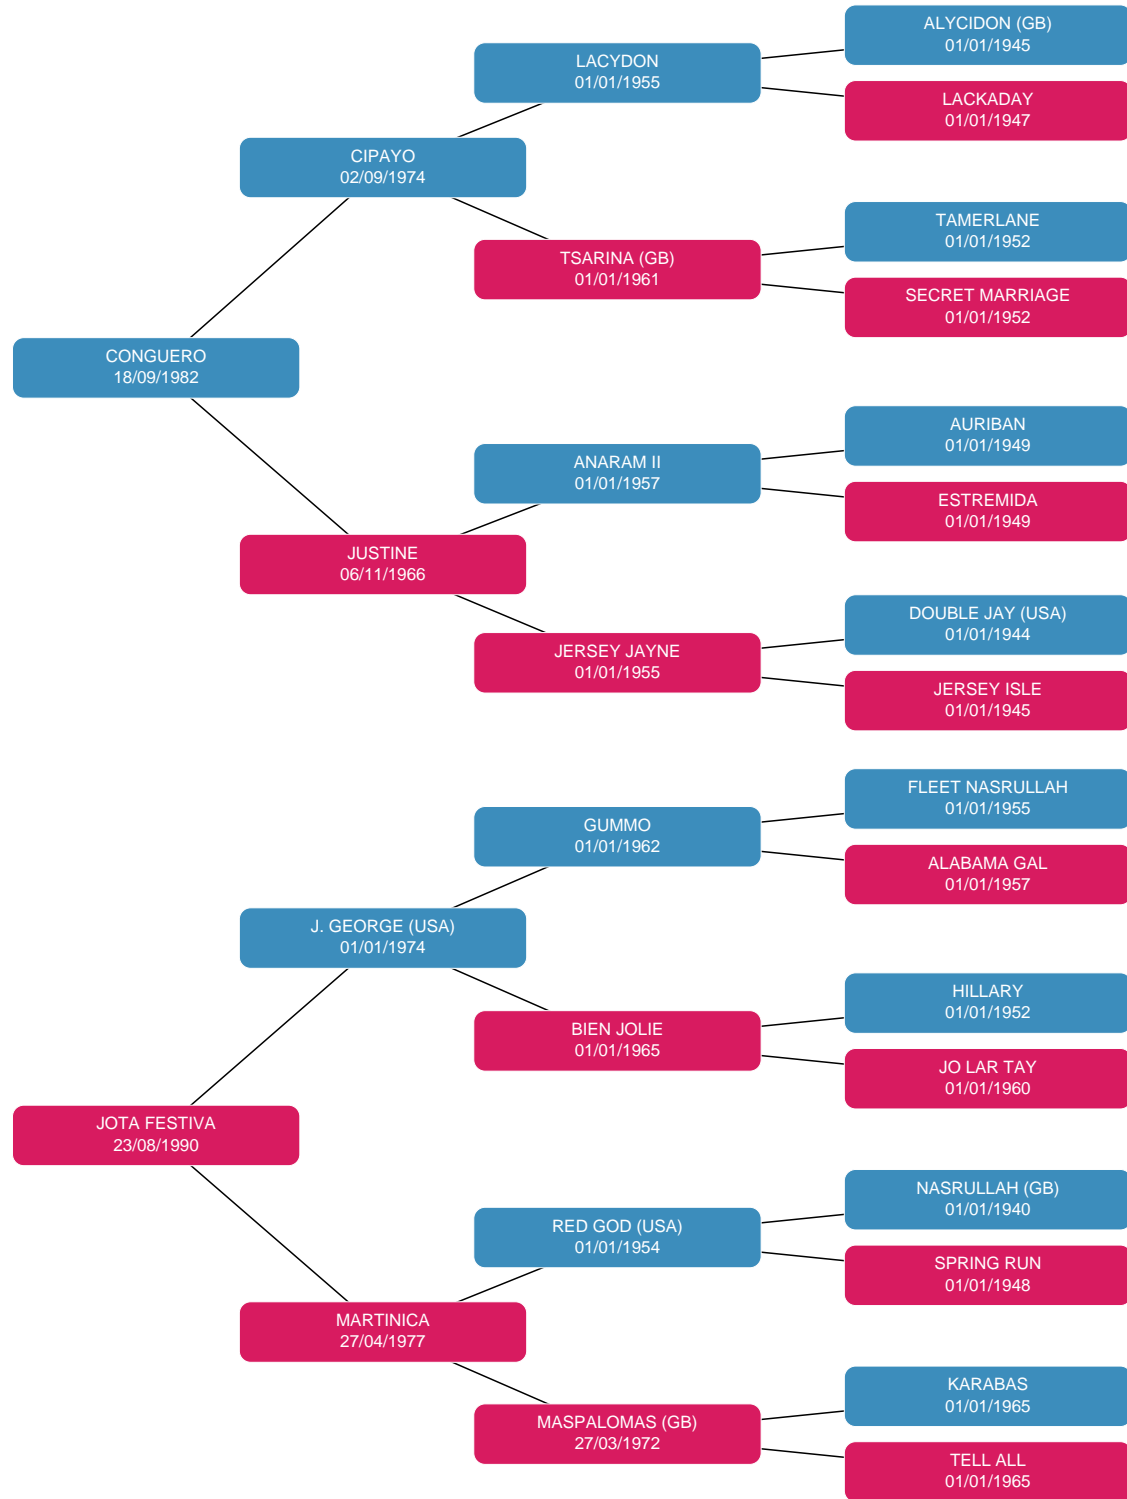 ALYCIDON (GB)
01/01/1945
LACYDON
01/01/1955
LACKADAY
01/01/1947
CIPAYO
02/09/1974
TAMERLANE
01/01/1952
TSARINA (GB)
01/01/1961
SECRET MARRIAGE
01/01/1952
CONGUERO
18/09/1982
AURIBAN
01/01/1949
ANARAM II
01/01/1957
ESTREMIDA
01/01/1949
JUSTINE
06/11/1966
DOUBLE JAY (USA)
01/01/1944
JERSEY JAYNE
01/01/1955
JERSEY ISLE
01/01/1945
FLEET NASRULLAH
01/01/1955
GUMMO
01/01/1962
ALABAMA GAL
01/01/1957
J. GEORGE (USA)
01/01/1974
HILLARY
01/01/1952
BIEN JOLIE
01/01/1965
JO LAR TAY
01/01/1960
JOTA FESTIVA
23/08/1990
NASRULLAH (GB)
01/01/1940
RED GOD (USA)
01/01/1954
SPRING RUN
01/01/1948
MARTINICA
27/04/1977
KARABAS
01/01/1965
MASPALOMAS (GB)
27/03/1972
TELL ALL
01/01/1965